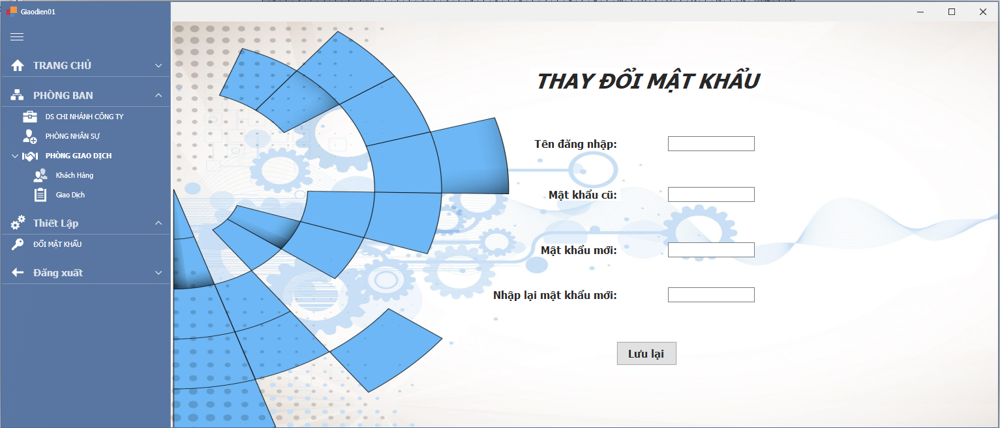 Giaodien01
TRANG CHỦ
PHÒNG BAN
DS CHI NHÁNH CÔNG TY
PHÒNG NHÂN SỰ
PHÒNG GIAO DỊCH
Khách Hàng
Giao Dịch
Thiết Lập
ĐỔI MẬT KHẨU
Đăng xuất
THAY ĐỔI MẬT KHẨU
Tên đăng nhập:
Mật khẩu cũ:
Mật khẩu mới:
Nhập lại mật khẩu mới:
Lưu lại